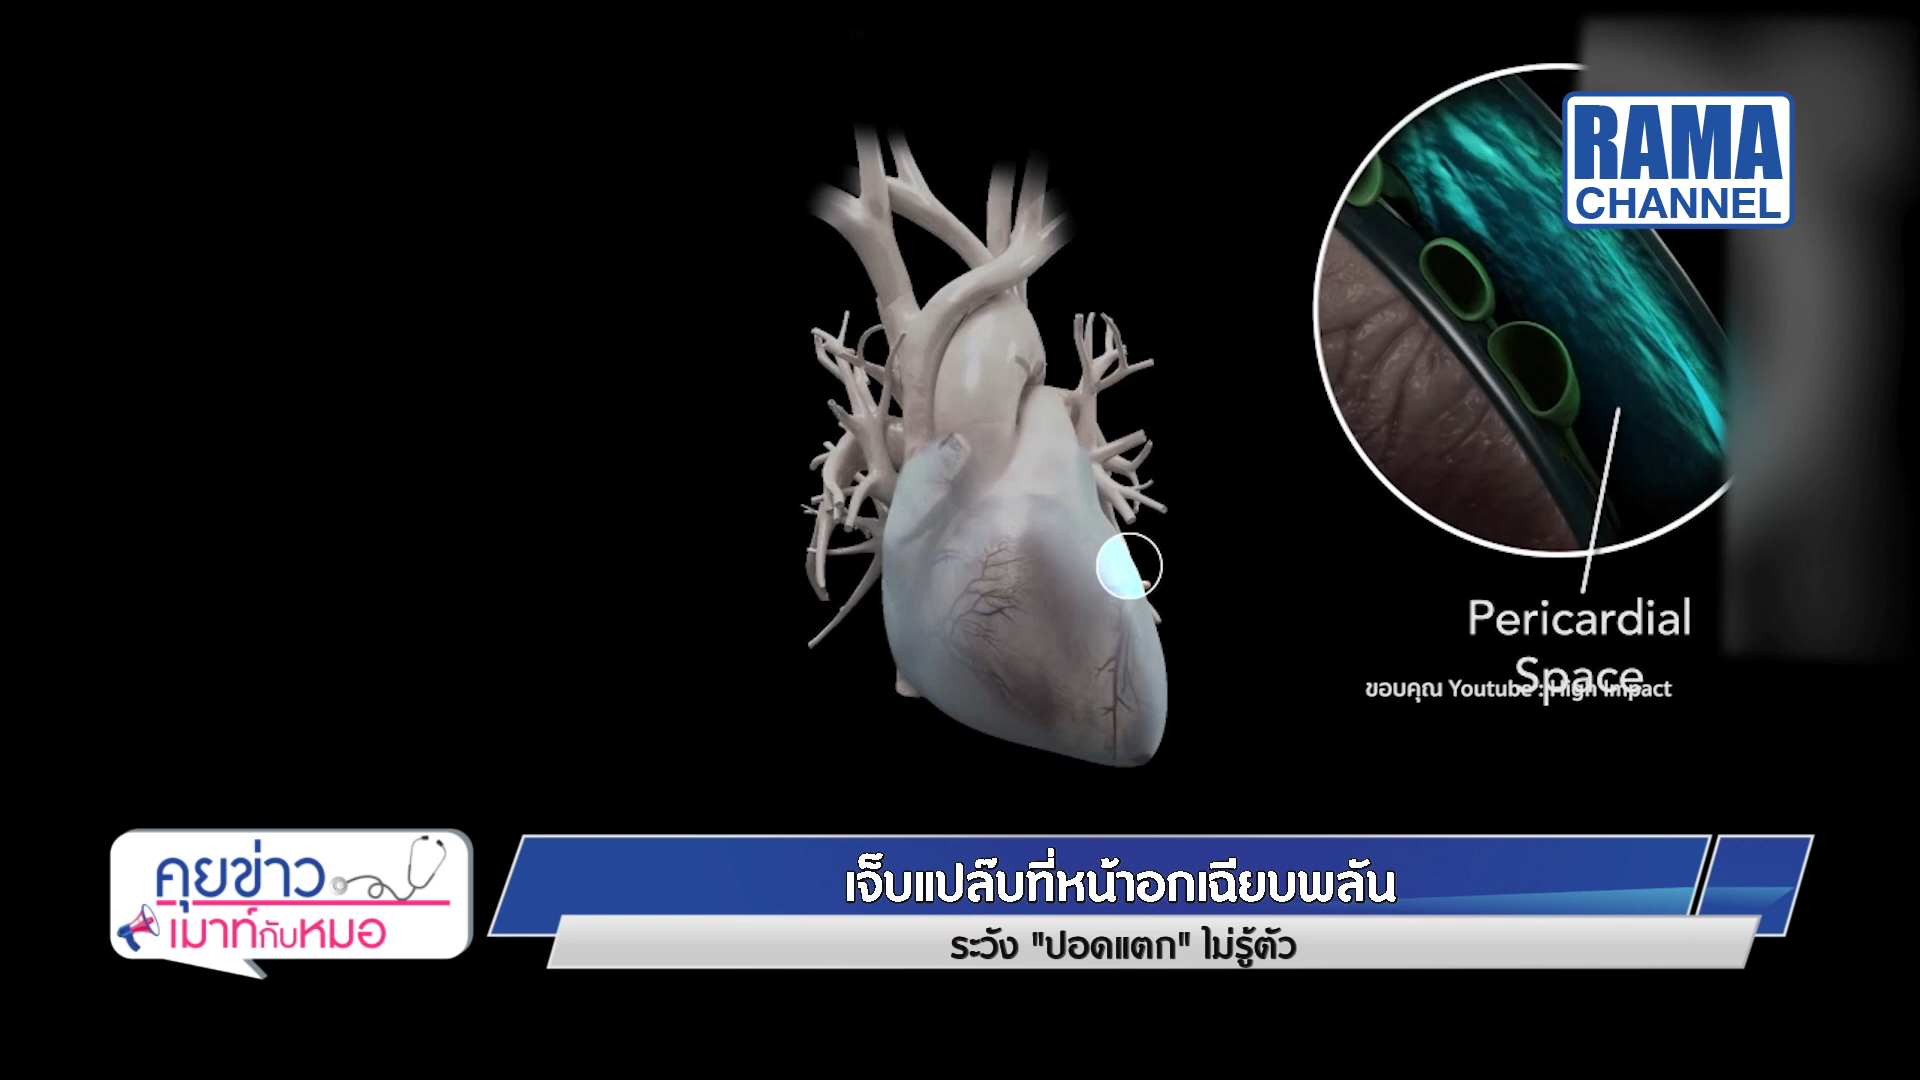 RAMA
CHANNEL
Pericardial
Space
ขอบคุณ Youtube : High Impact
คุยข่าว
เมาท์กับหมอ
เจ็บแปล๊บที่หน้าอกเฉียบพลัน
ระวัง "ปอดแตก" ไม่รู้ตัว